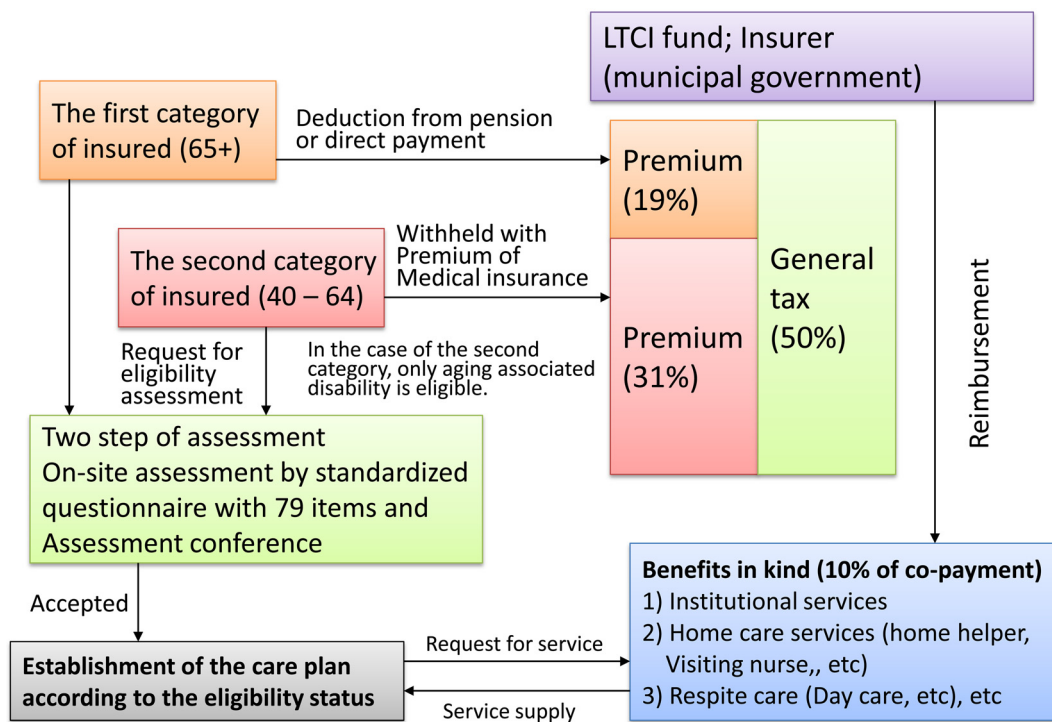 LTCI fund; Insurer
(municipal government)
The first category
of insured (65+)
Deduction from pension
or direct payment
Premium
(19%)
General
tax
(50%)
The second category
of insured (40 – 64)
Withheld with
Premium of
Medical insurance
Premium
(31%)
Reimbursement
Request for
eligibility
assessment
In the case of the second
category, only aging associated
disability is eligible.
Two step of assessment
On-site assessment by standardized
questionnaire with 79 items and
Assessment conference
Accepted
Establishment of the care plan
according to the eligibility status
Request for service
Service supply
Benefits in kind (10% of co-payment)
1) Institutional services
2) Home care services (home helper,
Visiting nurse,, etc)
3) Respite care (Day care, etc), etc